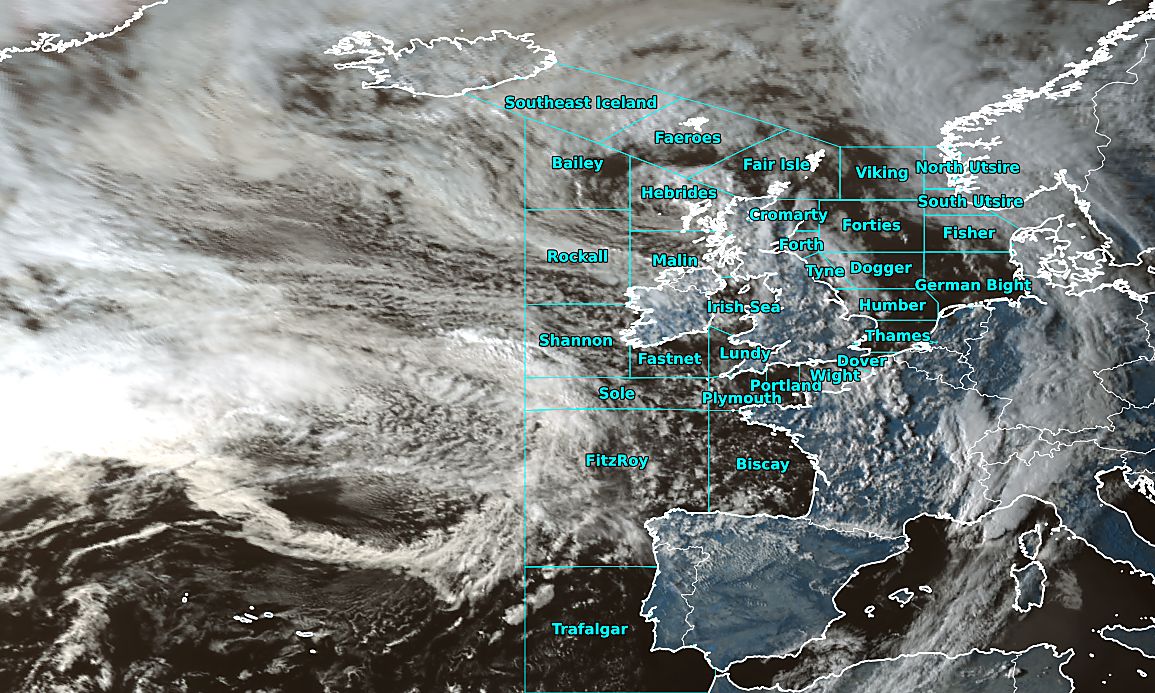 Southeast Iceland
Faeroes
Bailey
Fair Isle
Viking
North Utsire
Hebrides
South Utsire
Cromarty
Forties
Fisher
Forth
Rockall
Malin
Tyne
Dogger
German Bight
Irish Sea
Humber
Shannon
Thames
Fastnet
Lundy
Dover
Wight
Portland
Sole
Plymouth
FitzRoy
Biscay
Trafalgar